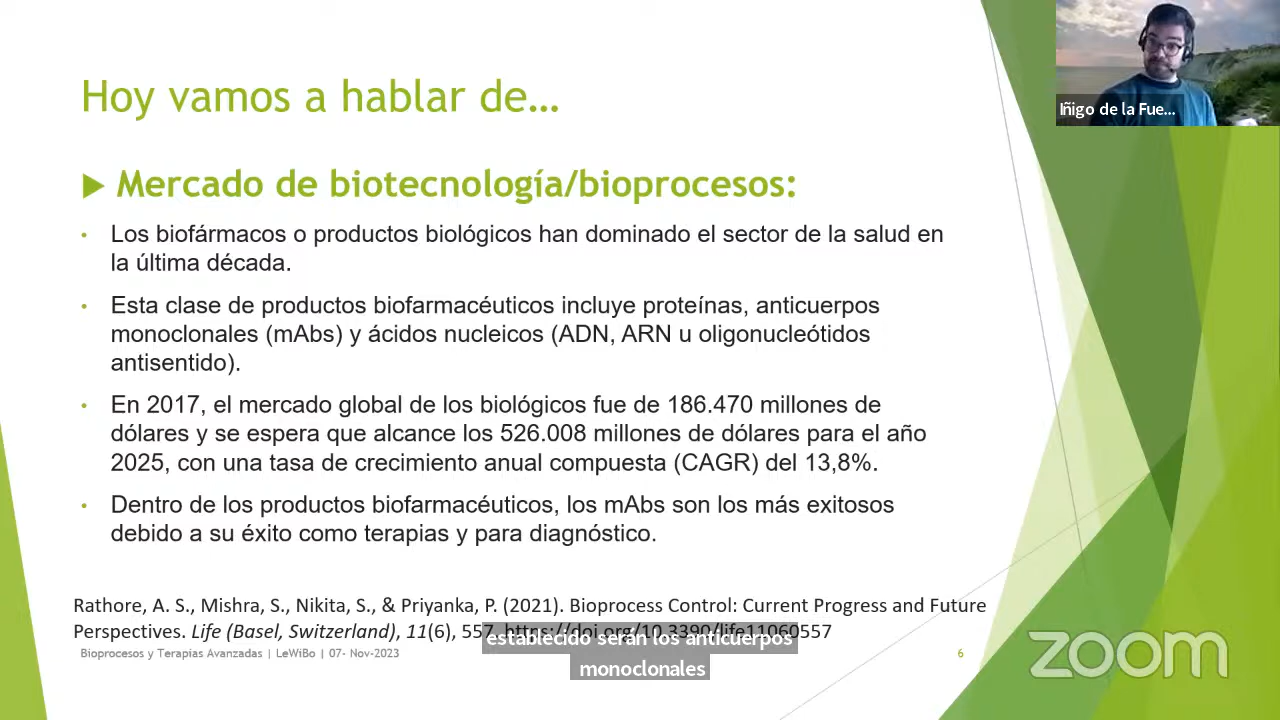 Hoy vamos a hablar de…
Iñigo de la Fue...
Mercado de biotecnología/bioprocesos:
• Los biofármacos o productos biológicos han dominado el sector de la salud en
la última década.
• Esta clase de productos biofarmacéuticos incluye proteínas, anticuerpos
monoclonales (mAbs) y ácidos nucleicos (ADN, ARN u oligonucleótidos
antisentido).
• En 2017, el mercado global de los biológicos fue de 186.470 millones de
dólares y se espera que alcance los 526.008 millones de dólares para el año
2025, con una tasa de crecimiento anual compuesta (CAGR) del 13,8%.
• Dentro de los productos biofarmacéuticos, los mAbs son los más exitosos
debido a su éxito como terapias y para diagnóstico.
Rathore, A. S., Mishra, S., Nikita, S., & Priyanka, P. (2021). Bioprocess Control: Current Progress and Future
Perspectives. Life (Basel, Switzerland), 11(6), 557. https://doi.org/10.3390/life11060557
establecido serán los anticuerpos
monoclonales
Bioprocesos y Terapias Avanzadas | LeWiBo | 07- Nov-2023
6
zoom